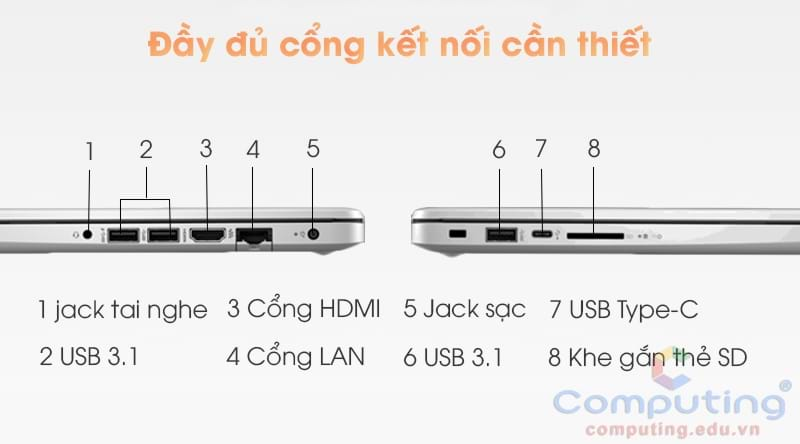 Đầy đủ cổng kết nối cần thiết
1 2 3 4 5 6 7 8
1 jack tai nghe 3 Cổng HDMI 5 Jack sạc 7 USB Type-C
2 USB 3.1 4 Cổng LAN 6 USB 3.1 8 Khe gắn thẻ SD
Computing®
computing.edu.vn